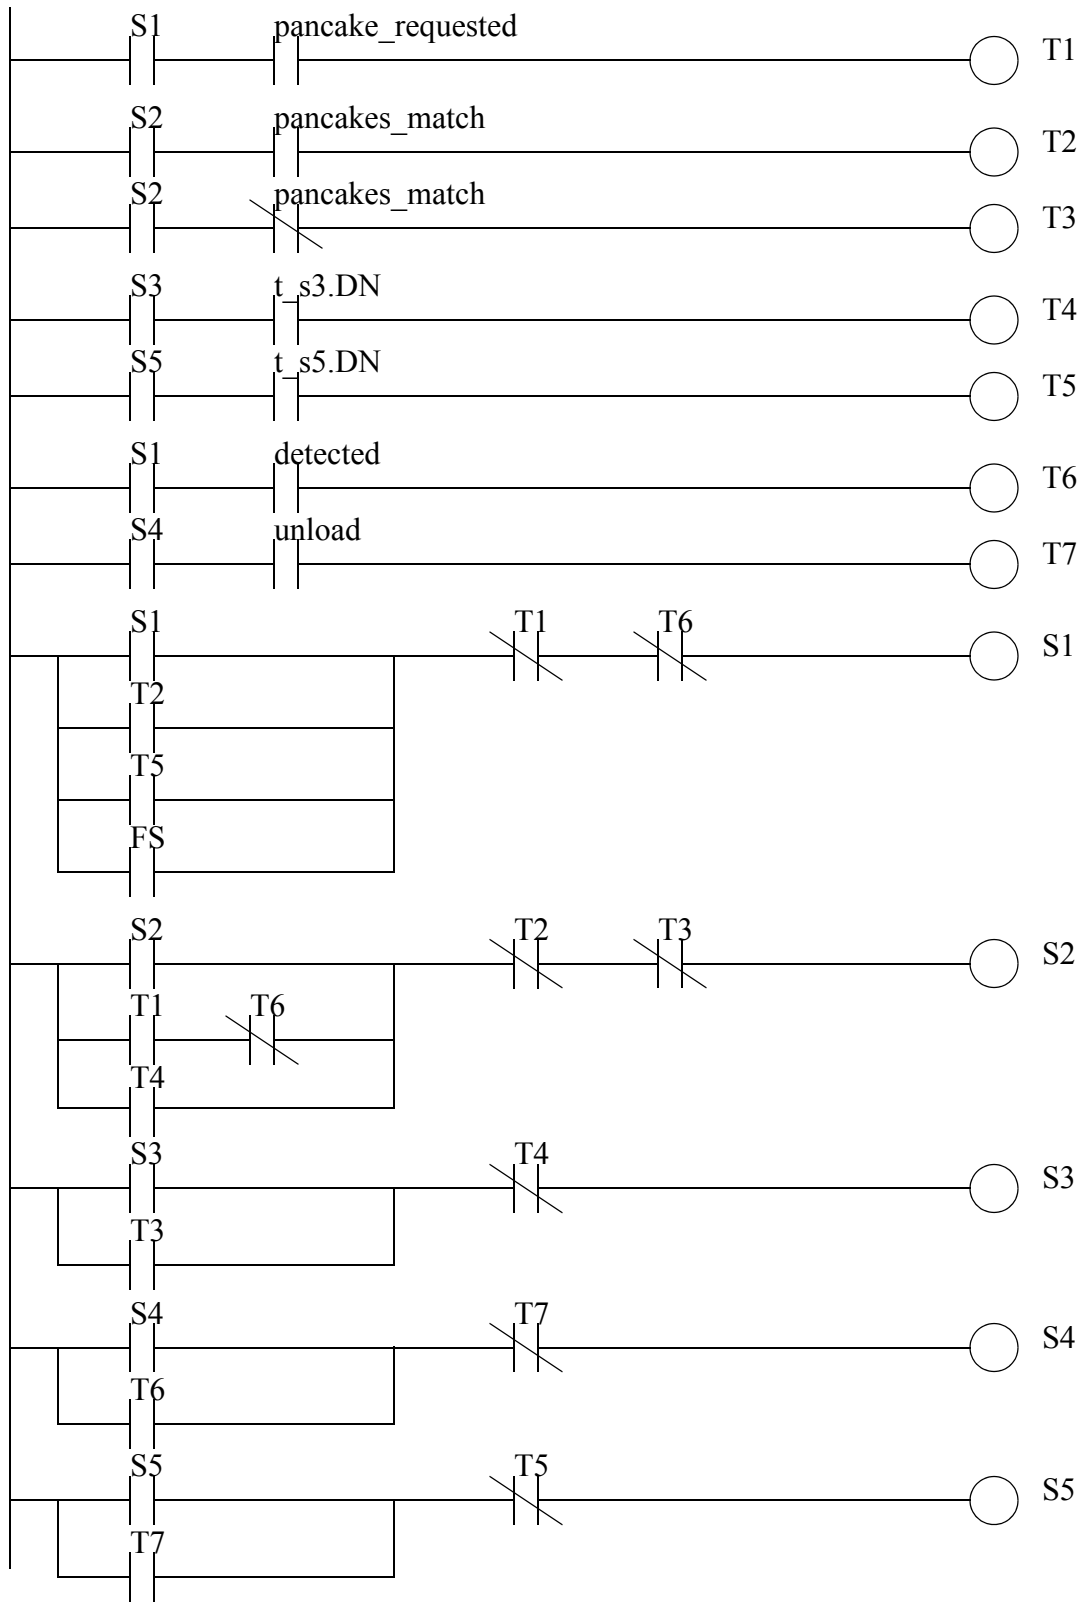 S1 pancake_requested T1
S2 pancakes_match T2
S2 pancakes_match T3
S3 t_s3.DN T4
S5 t_s5.DN T5
S1 detected T6
S4 unload T7
S1 T1 T6 S1
T2
T5
FS
S2 T2 T3 S2
T1 T6
T4
S3 T4 S3
T3
S4 T7 S4
T6
S5 T5 S5
T7